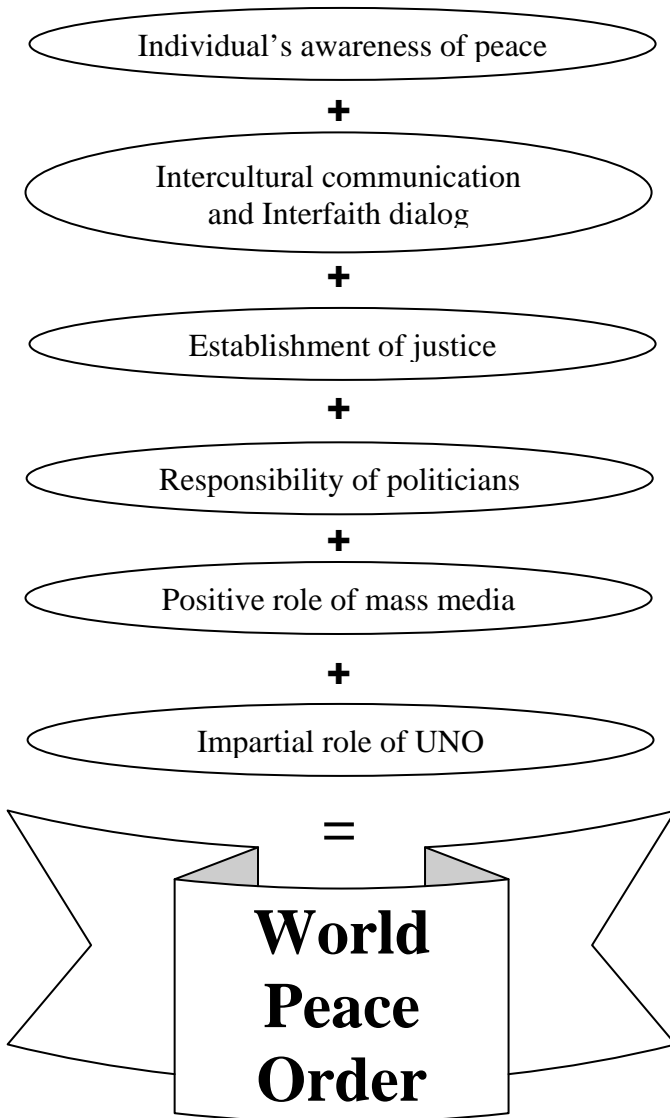 Individual’s awareness of peace
+
Intercultural communication
and Interfaith dialog
+
Establishment of justice
+
Responsibility of politicians
+
Positive role of mass media
+
Impartial role of UNO
=
World
Peace
Order